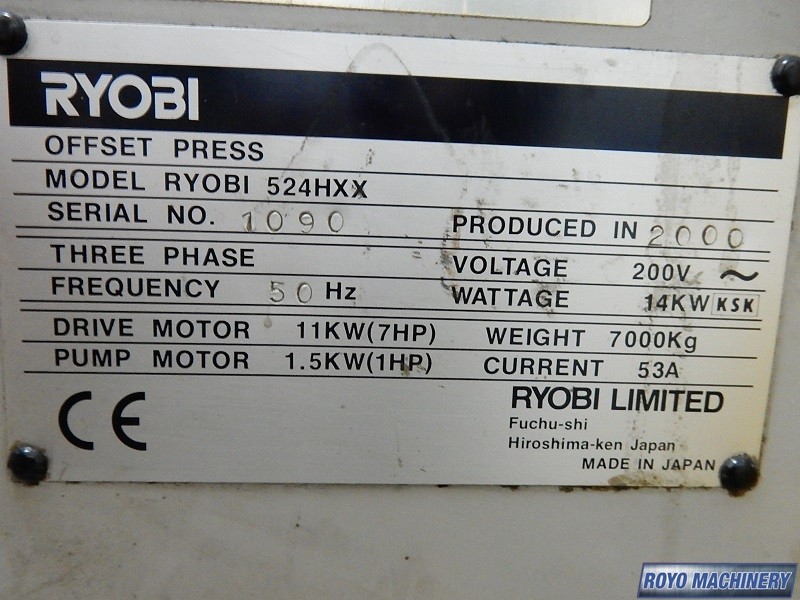 RYOBI
OFFSET PRESS
MODEL RYOBI 524HXX
SERIAL NO. 1090 PRODUCED IN 2000
THREE PHASE VOLTAGE 200V ~
FREQUENCY 50 Hz WATTAGE 14KW KSK
DRIVE MOTOR 11KW(7HP) WEIGHT 7000Kg
PUMP MOTOR 1.5KW(1HP) CURRENT 53A
CE
RYOBI LIMITED
Fuchu-shi
Hiroshima-ken Japan
MADE IN JAPAN
ROYO MACHINERY